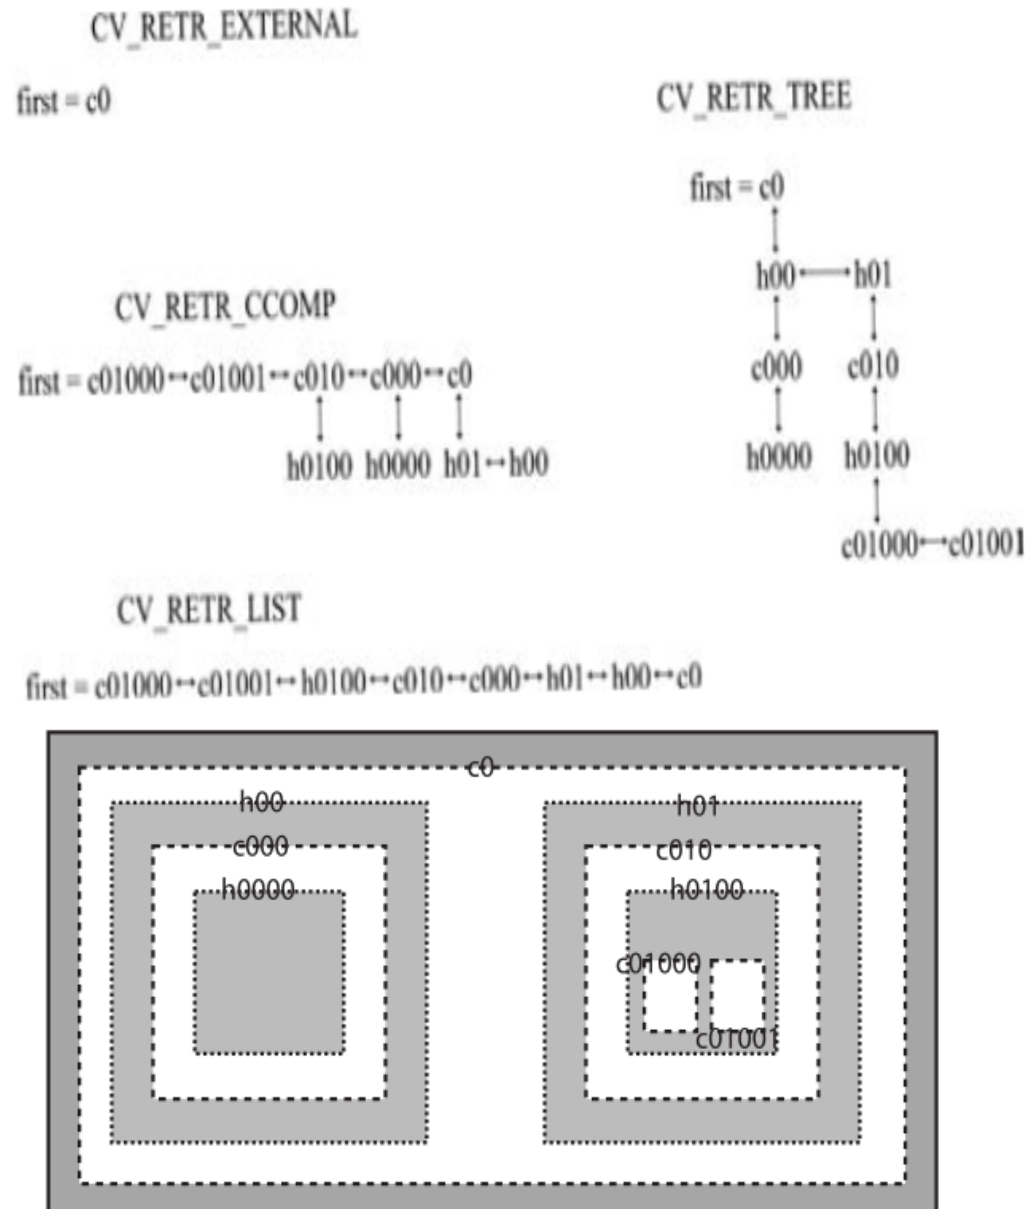 CV_RETR_EXTERNAL
first = c0
CV_RETR_TREE
first = c0
h00 h01
c000 c010
h0000 h0100
c01000 c01001
CV_RETR_CCOMP
first = c01000 c01001 c010 c000 c0
h0100 h0000 h01 h00
CV_RETR_LIST
first = c01000 c01001 h0100 c010 c000 h01 h00 c0
c0
h00
h01
c000
c010
h0000
h0100
c01000
c01001